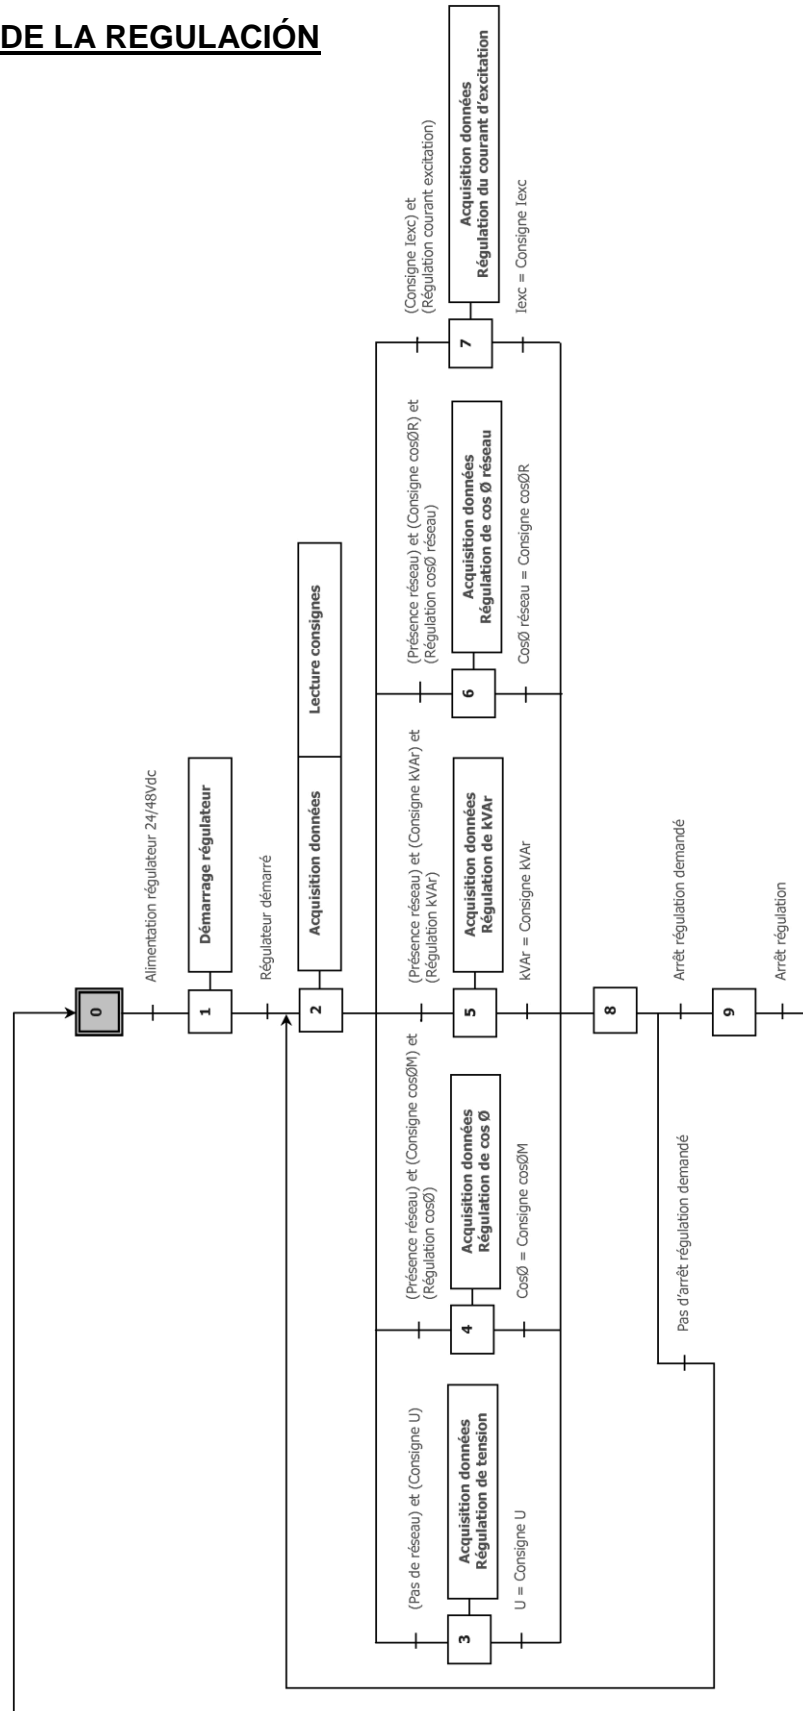 DE LA REGULACIÓN
0
Alimentation régulateur 24/48Vdc
1
Démarrage régulateur
Régulateur démarré
2
Acquisition données
Lecture consignes
(Pas de réseau) et (Consigne U)
3
Acquisition données
Régulation de tension
U = Consigne U
(Présence réseau) et (Consigne cosØM) et
(Régulation cosØ)
4
Acquisition données
Régulation de cos Ø
CosØ = Consigne cosØM
(Présence réseau) et (Consigne kVAr) et
(Régulation kVAr)
5
Acquisition données
Régulation de kVAr
kVAr = Consigne kVAr
(Présence réseau) et (Consigne cosØR) et
(Régulation cosØ réseau)
6
Acquisition données
Régulation de cos Ø réseau
CosØ réseau = Consigne cosØR
(Consigne Iexc) et
(Régulation courant excitation)
7
Acquisition données
Régulation du courant d'excitation
Iexc = Consigne Iexc
8
Pas d'arrêt régulation demandé
Arrêt régulation demandé
9
Arrêt régulation